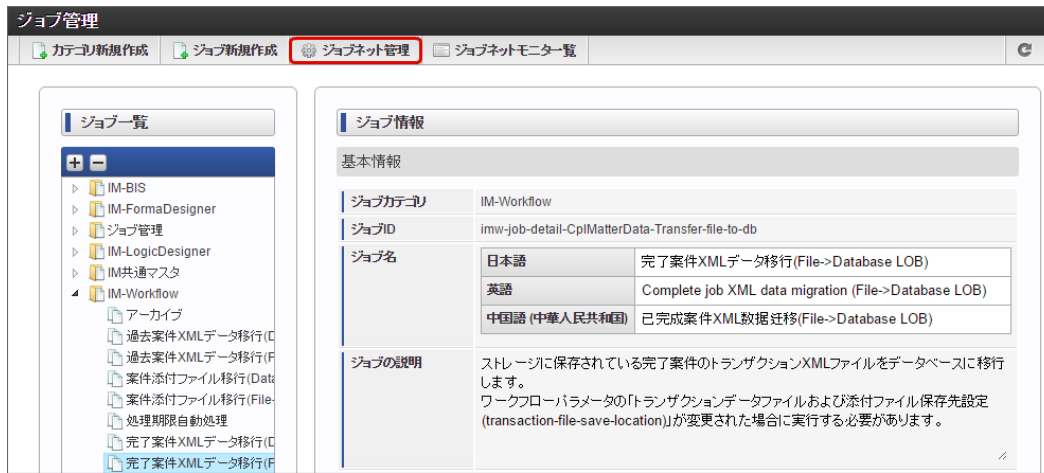 ジョブ管理
カテゴリ新規作成 ジョブ新規作成 ジョブネット管理 ジョブネットモニター覧
ジョブ一覧
IM-BIS
IM-FormaDesigner
ジョブ管理
IM-LogicDesigner
IM共通マスタ
IM-Workflow
アーカイブ
過去案件XMLデータ移行(D
過去案件XMLデータ移行(F
案件添付ファイル移行(Data
案件添付ファイル移行(File-
処理期限自動処理
完了案件XMLデータ移行(D
完了案件XMLデータ移行(F
ジョブ情報
基本情報
ジョブカテゴリ IM-Workflow
ジョブID imw-job-detail-CplMatterData-Transfer-file-to-db
ジョブ名
日本語 完了案件XMLデータ移行(File->Database LOB)
英語 Complete job XML data migration (File->Database LOB)
中国語 (中華人民共和国) 已完成案件XML数据迁移(File->Database LOB)
ジョブの説明
ストレージに保存されている完了案件のトランザクションXMLファイルをデータベースに移行
します。
ワークフローパラメータの「トランザクションデータファイルおよび添付ファイル保存先設定
(transaction-file-save-location)」が変更された場合に実行する必要があります。